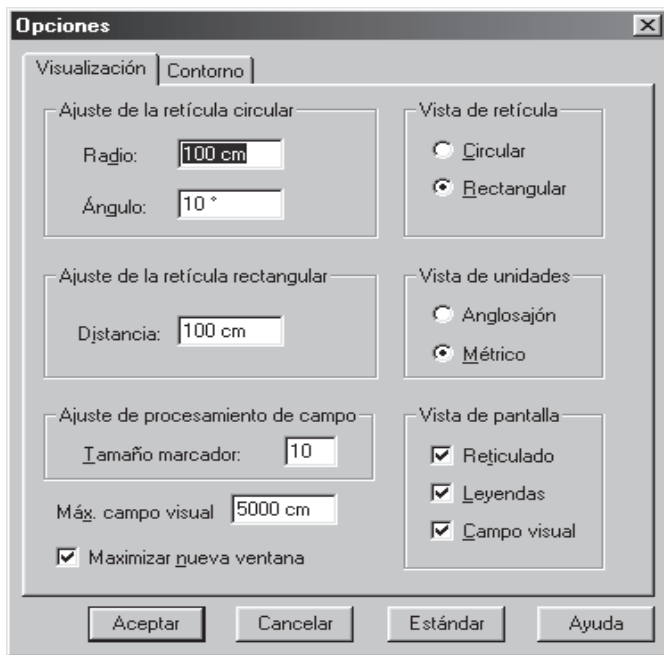 Opciones
Visualización
Contorno
Ajuste de la retícula circular
Radio: 100 cm
Ángulo: 10 °
Vista de retícula
Circular
Rectangular
Ajuste de la retícula rectangular
Distancia: 100 cm
Vista de unidades
Anglosajón
Métrico
Ajuste de procesamiento de campo
Tamaño marcador: 10
Máx. campo visual 5000 cm
Maximizar nueva ventana
Vista de pantalla
Reticulado
Leyendas
Campo visual
Aceptar
Cancelar
Estándar
Ayuda